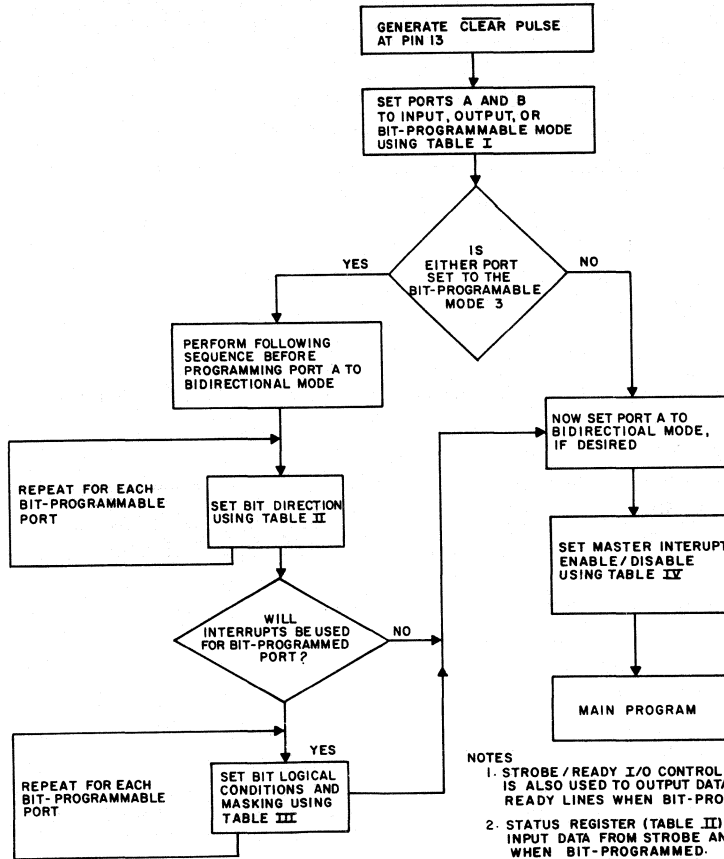 GENERATE CLEAR PULSE
AT PIN 13
SET PORTS A AND B
TO INPUT, OUTPUT, OR
BIT-PROGRAMMABLE MODE
USING TABLE I
IS
EITHER PORT
SET TO THE
BIT-PROGRAMABLE
MODE 3
YES
NO
PERFORM FOLLOWING
SEQUENCE BEFORE
PROGRAMMING PORT A TO
BIDIRECTIONAL MODE
NOW SET PORT A TO
BIDIRECTIOAL MODE,
IF DESIRED
REPEAT FOR EACH
BIT-PROGRAMMABLE
PORT
SET BIT DIRECTION
USING TABLE II
SET MASTER INTERUPT
ENABLE/DISABLE
USING TABLE IV
WILL
INTERRUPTS BE USED
FOR BIT-PROGRAMMED
PORT?
NO
YES
MAIN PROGRAM
REPEAT FOR EACH
BIT-PROGRAMMABLE
PORT
SET BIT LOGICAL
CONDITIONS AND
MASKING USING
TABLE III
NOTES
1. STROBE/READY I/O CONTROL
IS ALSO USED TO OUTPUT DATA
READY LINES WHEN BIT-PRO
2. STATUS REGISTER (TABLE II)
INPUT DATA FROM STROBE AN
WHEN BIT-PROGRAMMED.